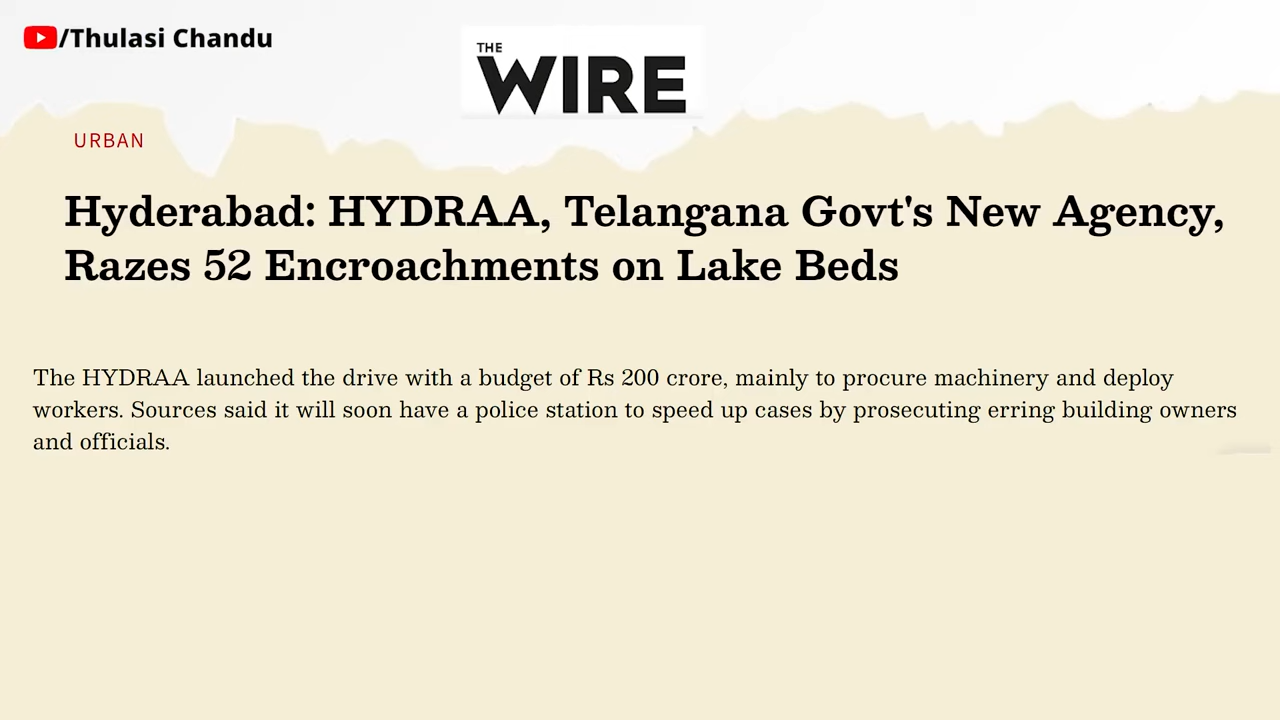 /Thulasi Chandu
THE
WIRE
URBAN
Hyderabad: HYDRAA, Telangana Govt's New Agency,
Razes 52 Encroachments on Lake Beds
The HYDRAA launched the drive with a budget of Rs 200 crore, mainly to procure machinery and deploy
workers. Sources said it will soon have a police station to speed up cases by prosecuting erring building owners
and officials.